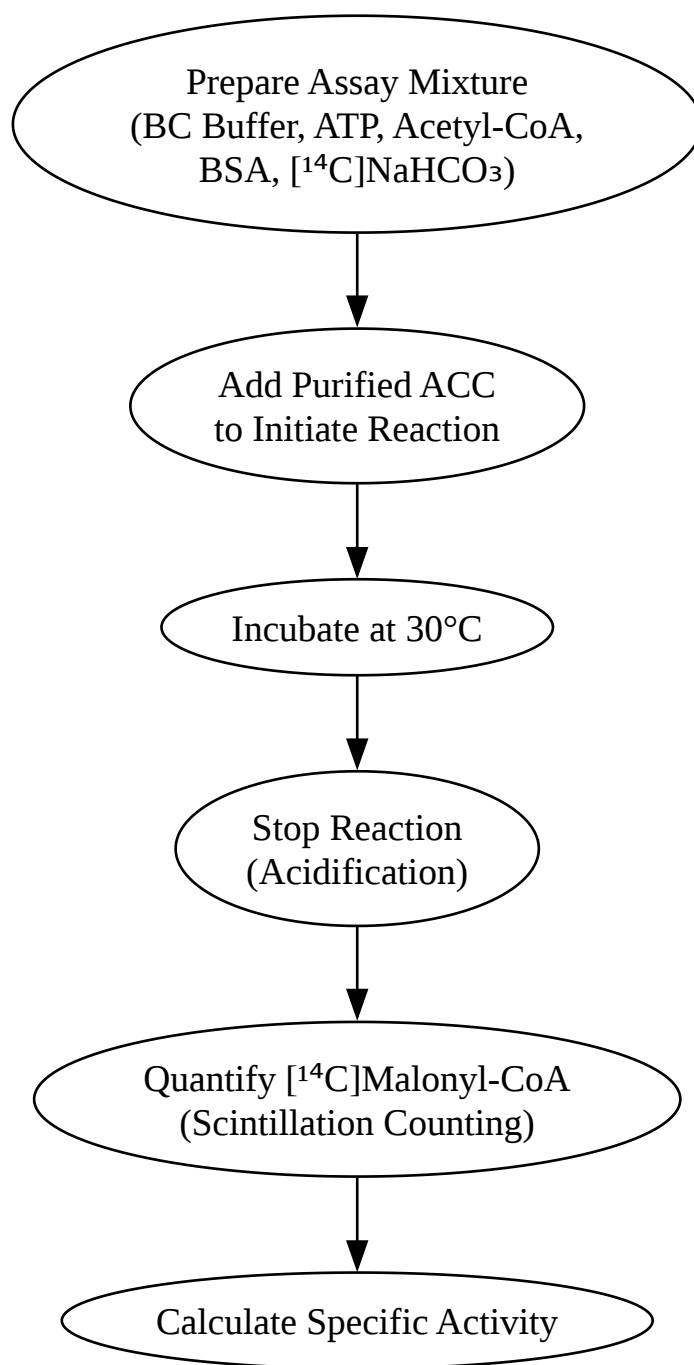 Prepare Assay Mixture
(BC Buffer, ATP, Acetyl-CoA,
BSA, [¹⁴C]NaHCO₃)
Add Purified ACC
to Initiate Reaction
Incubate at 30°C
Stop Reaction
(Acidification)
Quantify [¹⁴C]Malonyl-CoA
(Scintillation Counting)
Calculate Specific Activity